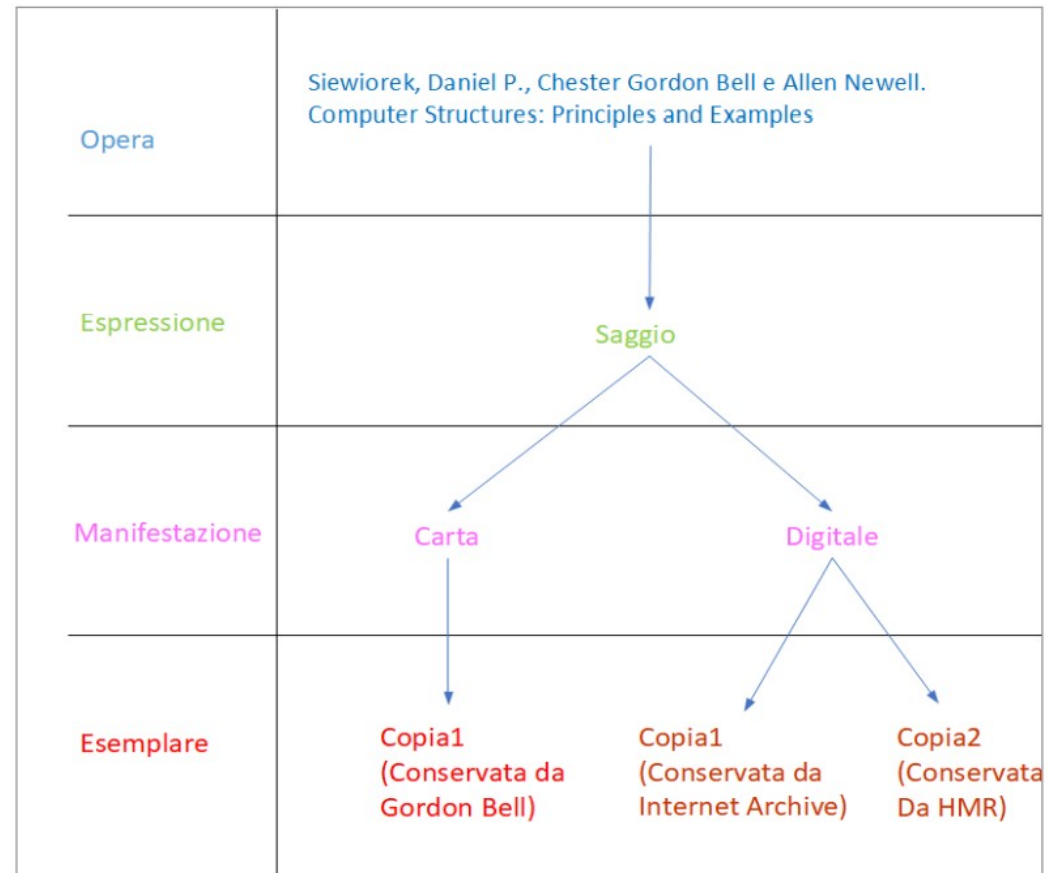 Siewiorek, Daniel P., Chester Gordon Bell e Allen Newell.
Computer Structures: Principles and Examples
Opera
Espressione
Saggio
Manifestazione
Carta
Digitale
Esemplare
Copia1
(Conservata da
Gordon Bell)
Copia1
(Conservata da
Internet Archive)
Copia2
(Conservata
Da HMR)